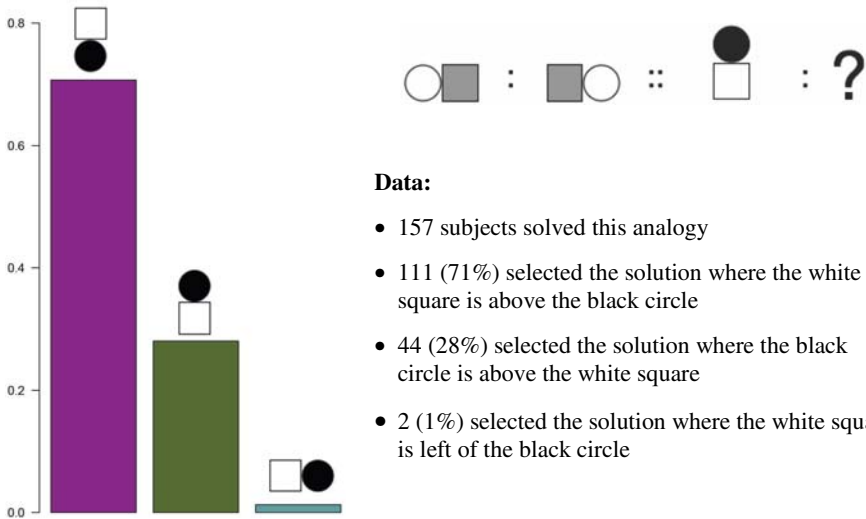 0.8
0.6
0.4
0.2
0.0
: :: : ?
Data:
• 157 subjects solved this analogy
• 111 (71%) selected the solution where the white
square is above the black circle
• 44 (28%) selected the solution where the black
circle is above the white square
• 2 (1%) selected the solution where the white
is left of the black circle